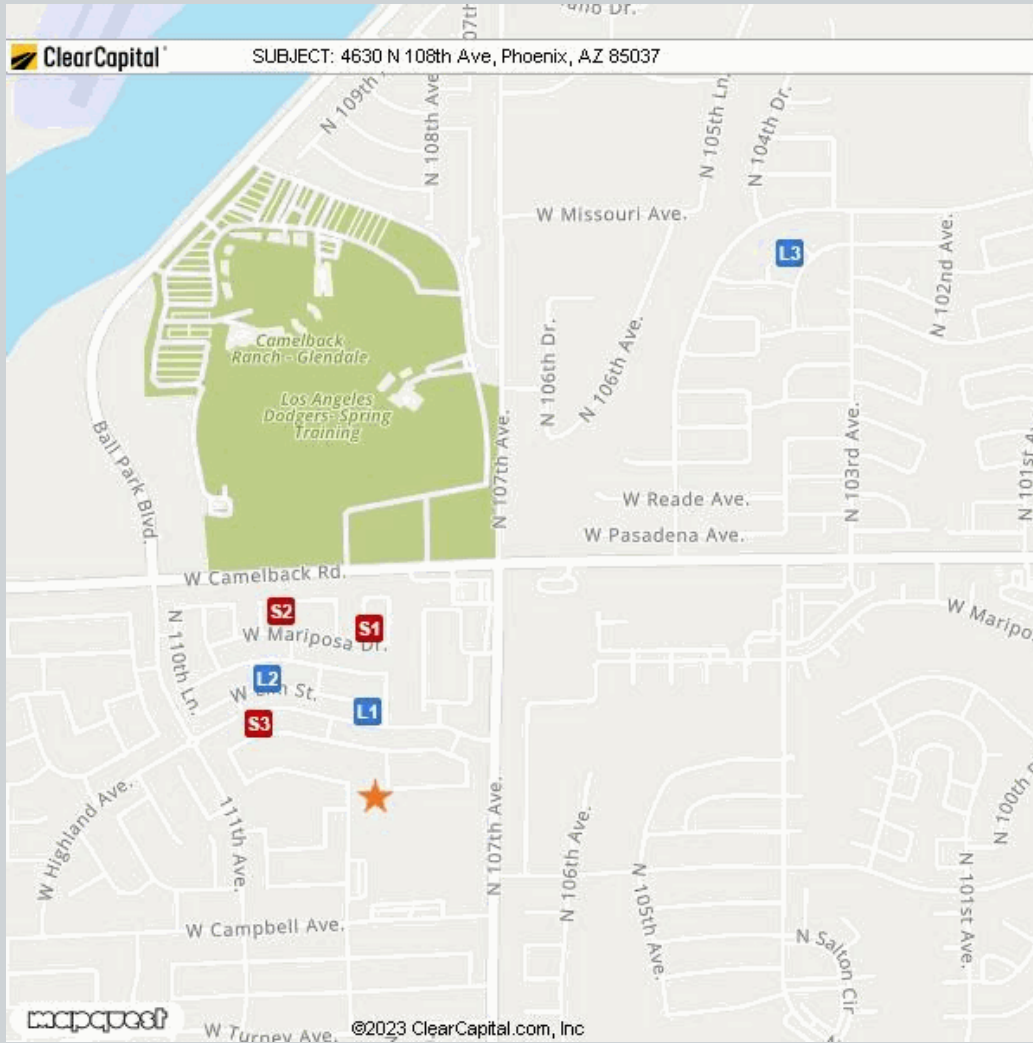 ClearCapital
SUBJECT: 4630 N 108th Ave, Phoenix, AZ 85037
N 108th Ave
N 105th Ln.
N 104th Dr.
W Missouri Ave.
L3
N 102nd Ave.
Camelback
Ranch - Glendale
Los Angeles
Dodgers- Spring
Training
N 106th Dr.
N 106th Ave.
N 107th Ave.
N 103rd Ave.
Ball Park Blvd.
W Reade Ave.
W Pasadena Ave.
W Camelback Rd.
S2
S1
W Mariposa Dr.
N 110th Ln.
L2
St.
L1
S3
W Highland Ave.
111th Ave.
N 107th Ave.
N 106th Ave.
N 105th Ave.
N 101st Ave.
W Campbell Ave.
N Salton Cir
mapquest
W Turney Ave.
©2023 ClearCapital.com, Inc